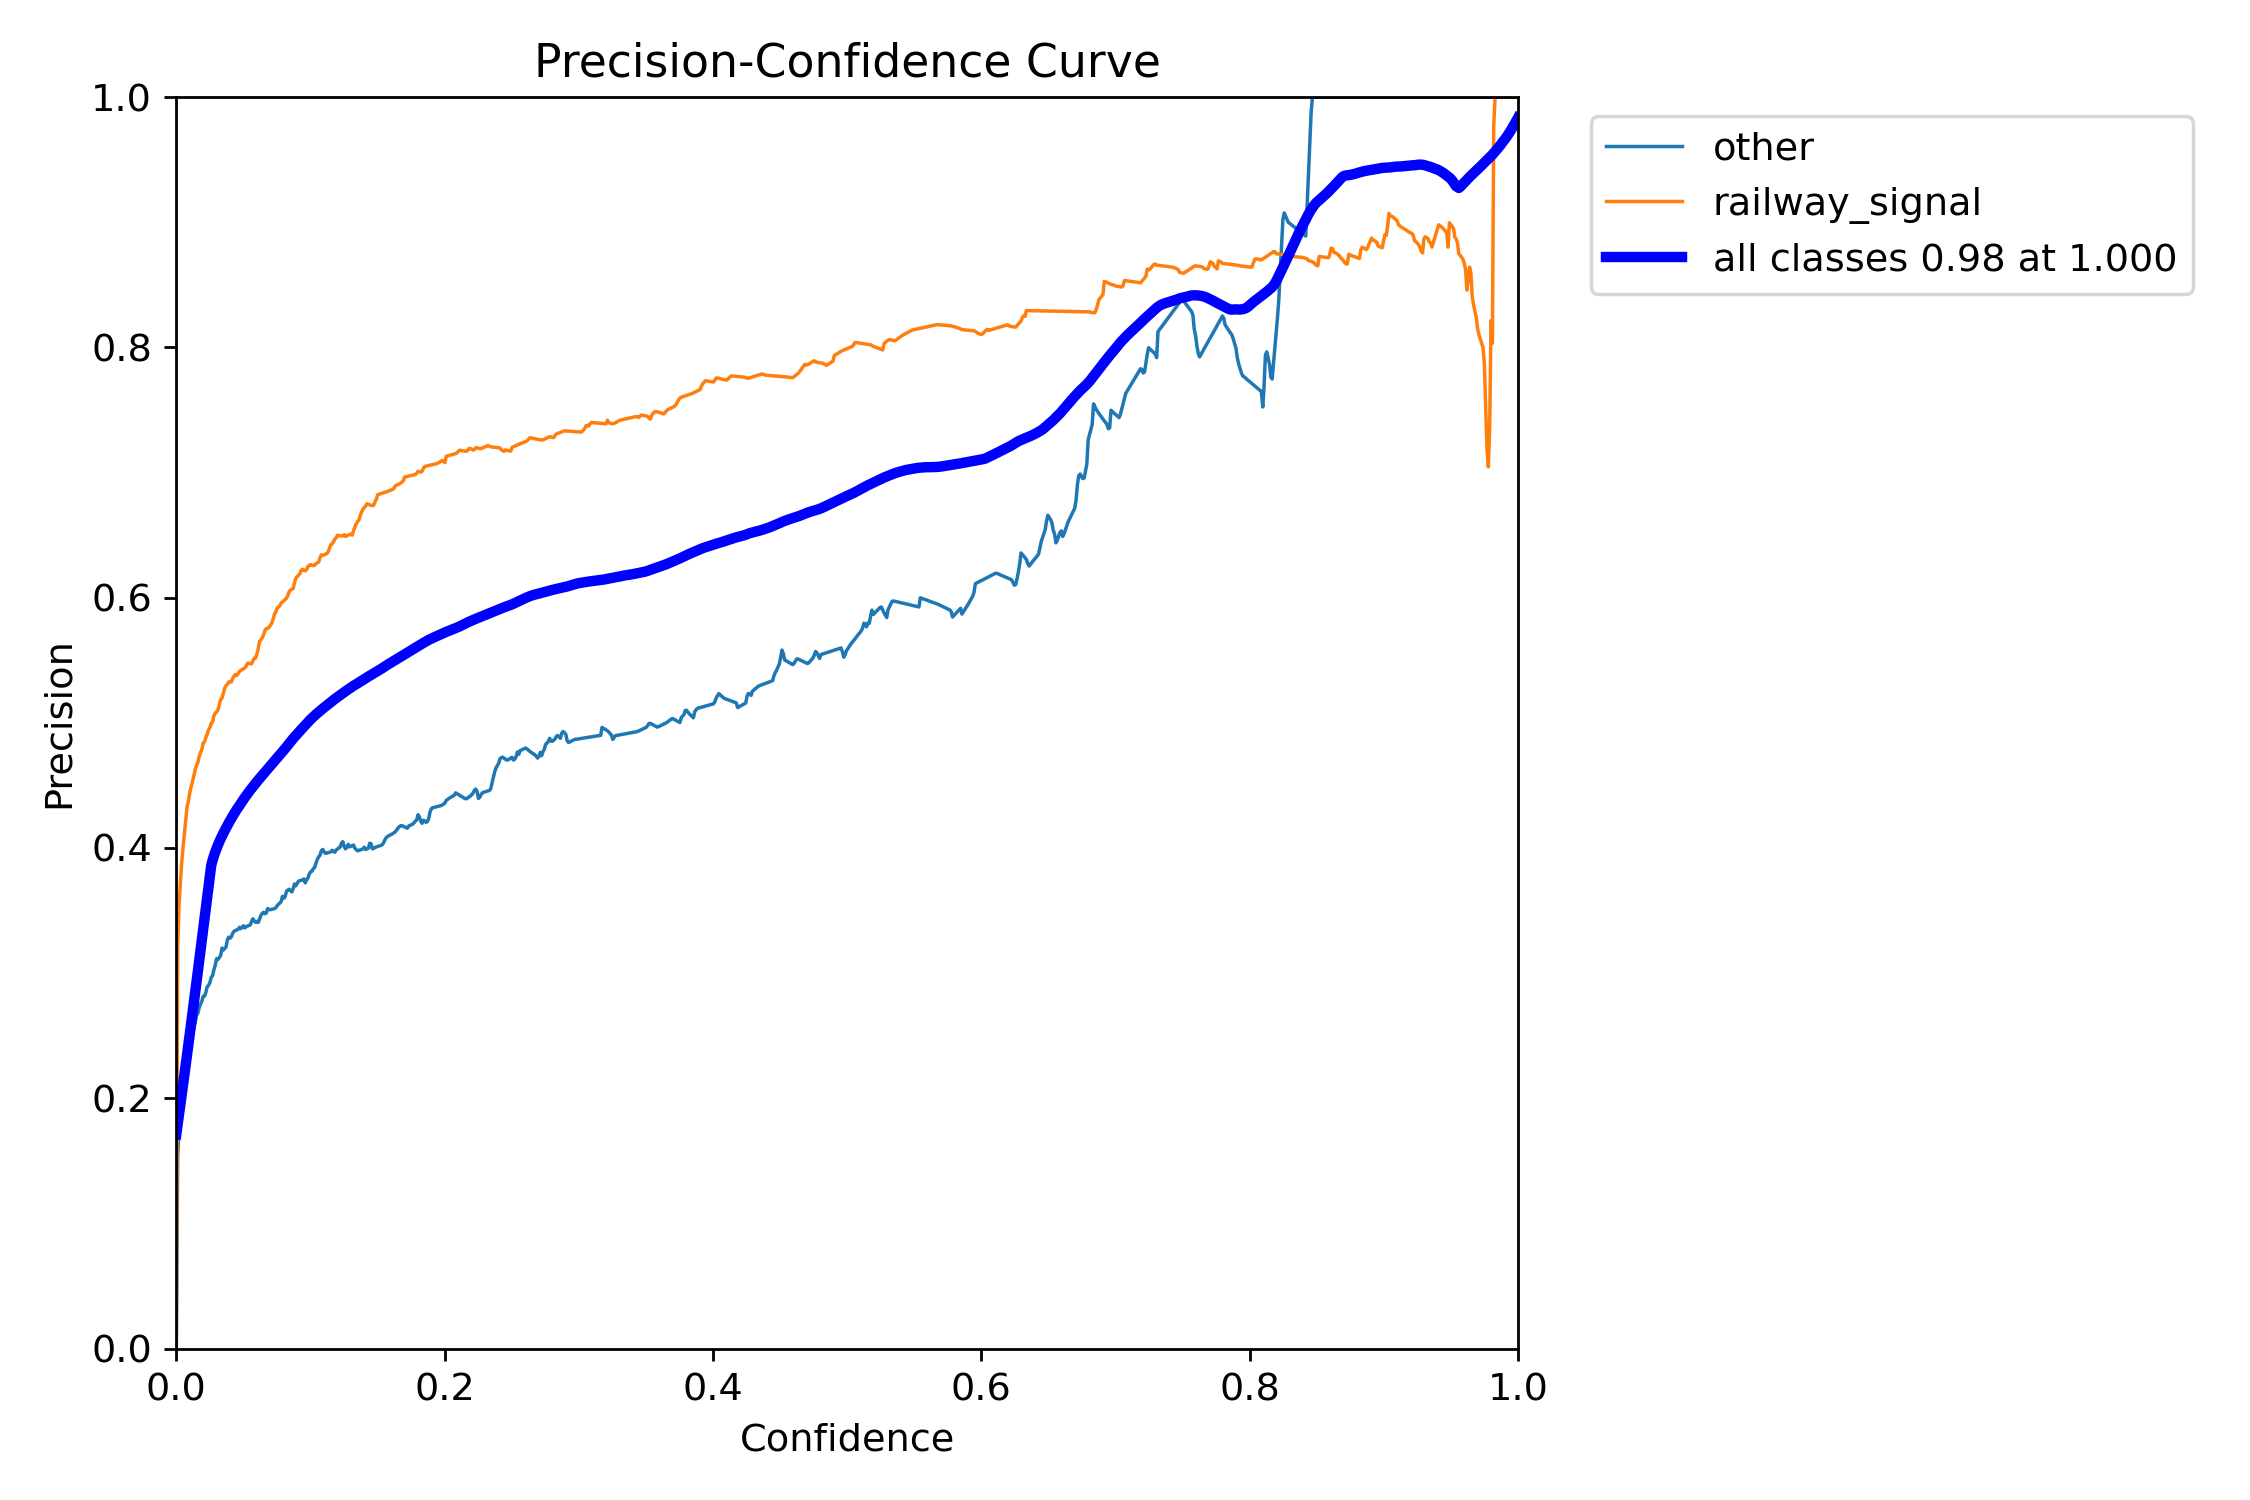 Precision-Confidence Curve
1.0
0.8
0.6
0.4
0.2
0.0
Precision
0.0 0.2 0.4 0.6 0.8 1.0
Confidence
other
railway_signal
all classes 0.98 at 1.000